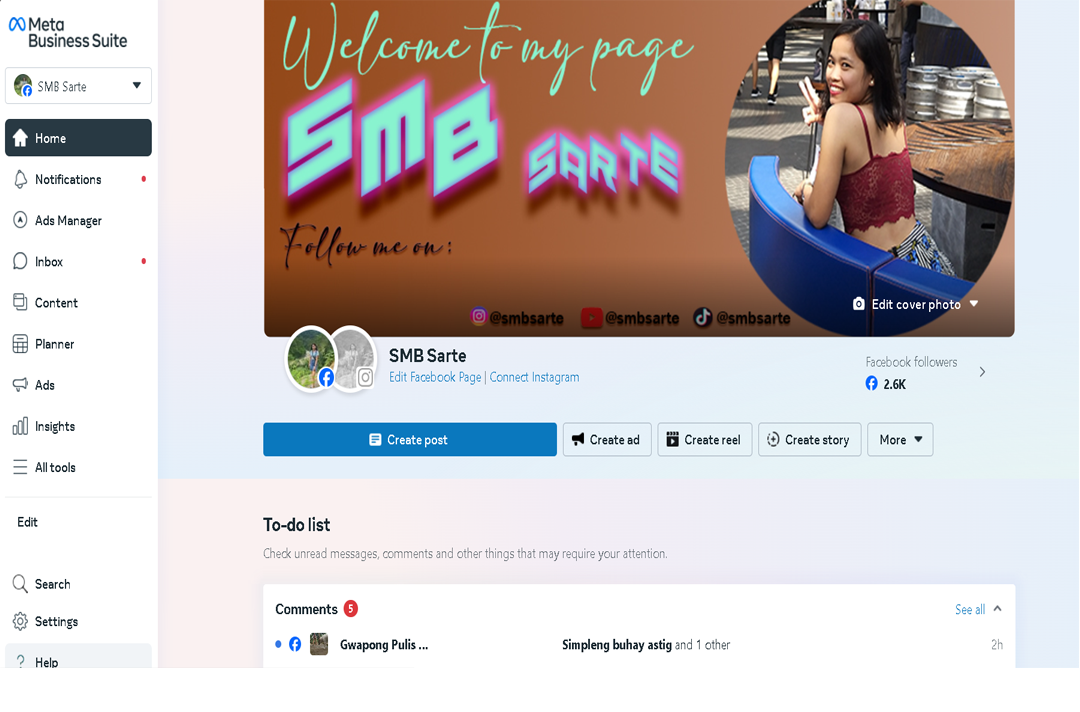 Meta
Business Suite
SMB Sarte
Home
Notifications
Ads Manager
Inbox
Content
Planner
Ads
Insights
All tools
Edit
Search
Settings
Help
Welcome to my page
SMB SARTE
Follow me on :
@smbsarte @smbsarte @smbsarte
Edit cover photo
SMB Sarte
Edit Facebook Page | Connect Instagram
Facebook followers
2.6K
Create post
Create ad
Create reel
Create story
More
To-do list
Check unread messages, comments and other things that may require your attention.
Comments 5
See all
Gwapong Pulis ... Simpleng buhay astig and 1 other 2h